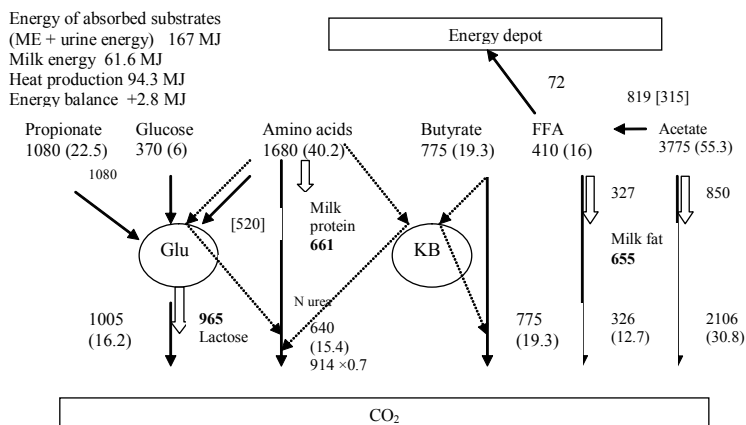 Energy of absorbed substrates
(ME + urine energy) 167 MJ
Milk energy 61.6 MJ
Heat production 94.3 MJ
Energy balance +2.8 MJ
Energy depot
72
819 [315]
Propionate
1080 (22.5)
Glucose
370 (6)
Amino acids
1680 (40.2)
Butyrate
775 (19.3)
FFA
410 (16)
Acetate
3775 (55.3)
1080
[520]
Milk
protein
661
327
850
Glu
KB
Milk fat
655
N urea
1005
(16.2)
965
Lactose
640
(15.4)
914 ×0.7
775
(19.3)
326
(12.7)
2106
(30.8)
CO₂